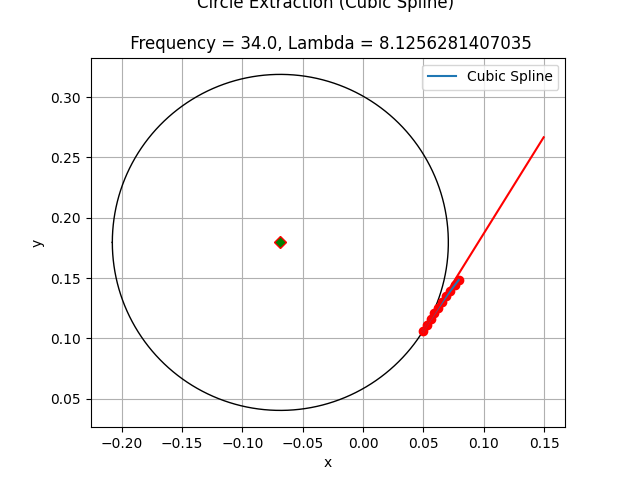 Circle Extraction (Cubic Spline)
Frequency = 34.0, Lambda = 8.1256281407035
Cubic Spline
0.30
0.25
0.20
0.15
0.10
0.05
y
−0.20 −0.15 −0.10 −0.05 0.00 0.05 0.10 0.15
x